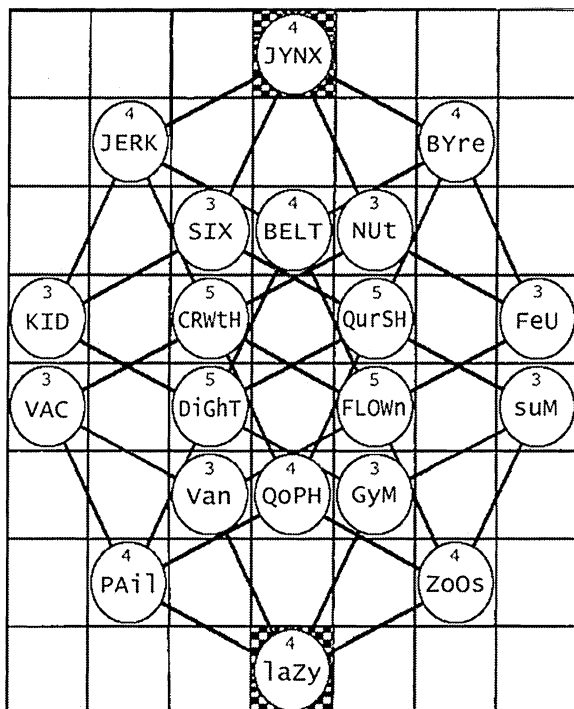 4
JYNX
4 4
JERK BYre
3 4 3
SIX BELT NUt
3 5 5 3
KID CRWtH QurSH FeU
3 5 5 3
VAC DiGhT FLOWn suM
3 4 3
Van QoPH GyM
4 4
PAil ZoOs
4
laZy